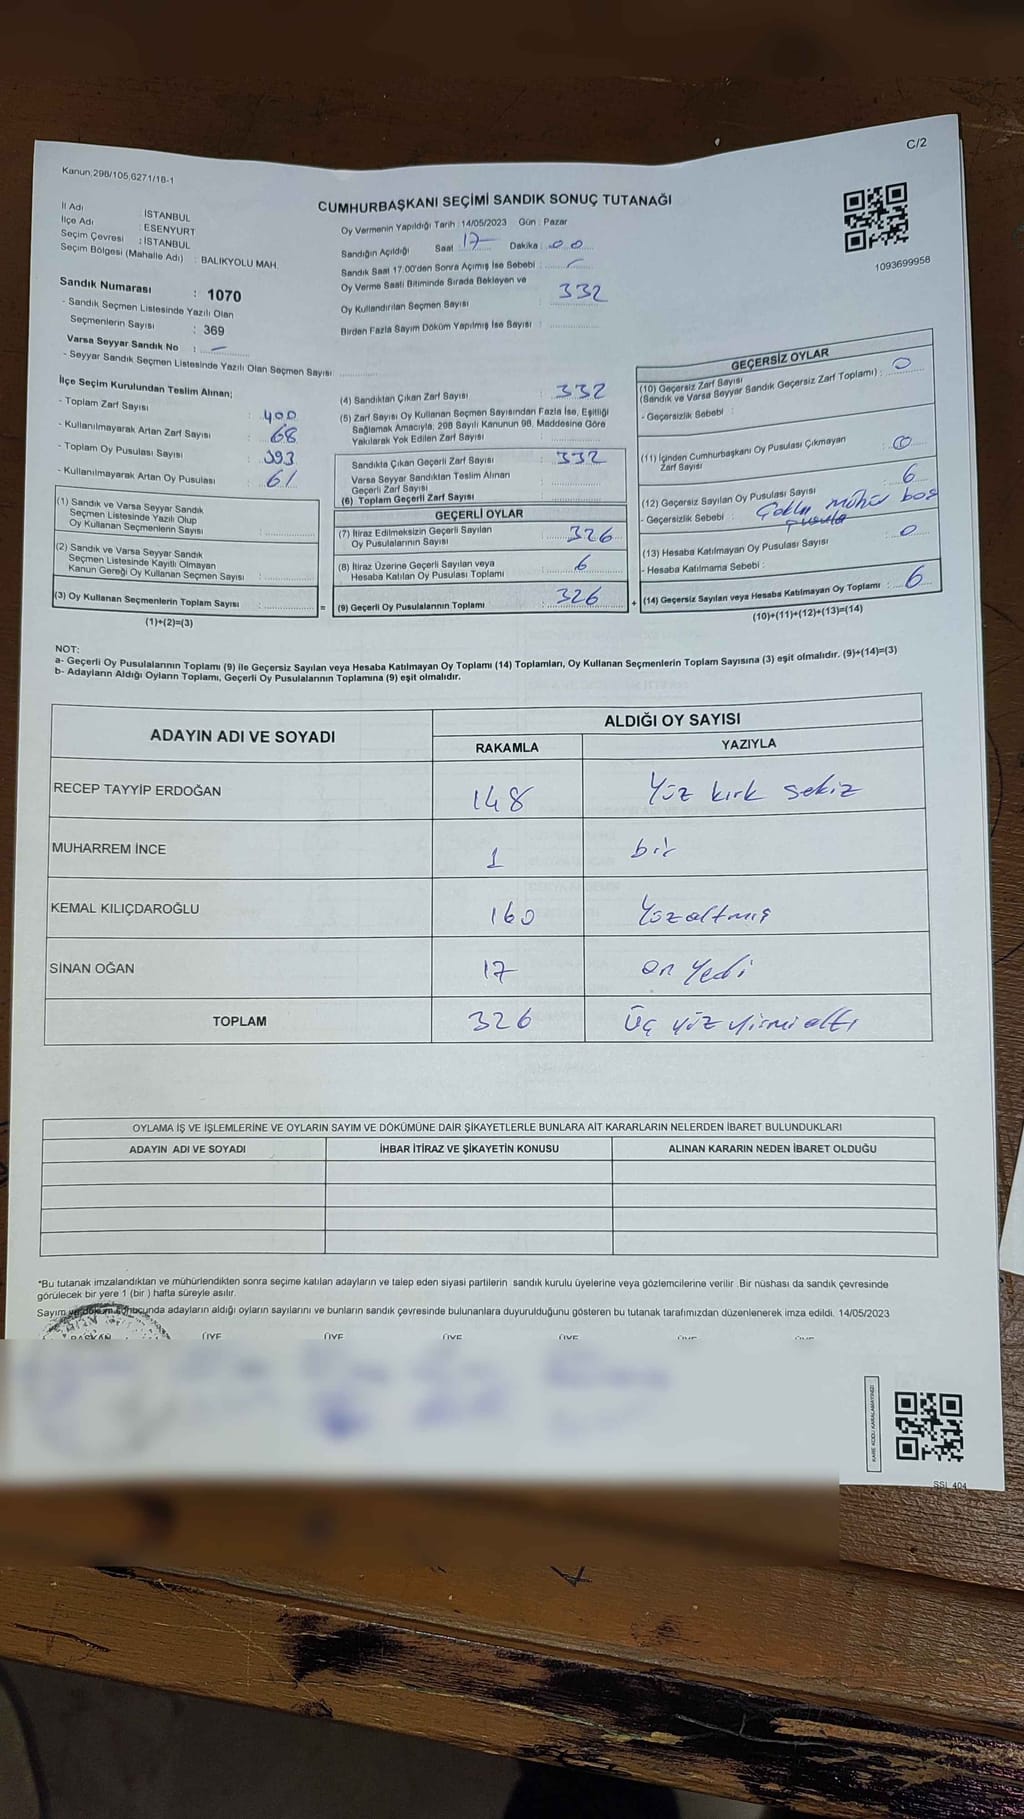 C/2
Kanun 298/105,6271/18-1
CUMHURBAŞKANI SEÇİMİ SANDIK SONUÇ TUTANAĞI
İl Adı : İSTANBUL
İlçe Adı : ESENYURT
Seçim Çevresi : İSTANBUL
Seçim Bölgesi (Mahalle Adı) : BALIKYOLU MAH.
Sandık Numarası : 1070
- Sandık Seçmen Listesinde Yazılı Olan
Seçmenlerin Sayısı : 369
Varsa Seyyar Sandık No : –
- Seyyar Sandık Seçmen Listesinde Yazılı Olan Seçmen Sayısı
Oy Vermenin Yapıldığı Tarih : 14/05/2023 Gün : Pazar
Sandığın Açıldığı Saat : 17 Dakika : 00
Sandık Saat 17:00'den Sonra Açımış İse Sebebi : –
Oy Verme Saati Bitiminde Sırada Bekleyen ve
Oy Kullandırılan Seçmen Sayısı : 332
Birden Fazla Sayım Döküm Yapılmış İse Sayısı :
1093699958
İlçe Seçim Kurulundan Teslim Alınan;
- Toplam Zarf Sayısı : 400
- Kullanılmayarak Artan Zarf Sayısı : 68
- Toplam Oy Pusulası Sayısı : 393
- Kullanılmayarak Artan Oy Pusulası : 61
(1) Sandık ve Varsa Seyyar Sandık
Seçmen Listesinde Yazılı Olup
Oy Kullanan Seçmenlerin Sayısı :
(2) Sandık ve Varsa Seyyar Sandık
Seçmen Listesinde Kayıtlı Olmayan
Kanun Gereği Oy Kullanan Seçmen Sayısı :
(3) Oy Kullanan Seçmenlerin Toplam Sayısı : =
(1)+(2)=(3)
(4) Sandıktan Çıkan Zarf Sayısı : 332
(5) Zarf Sayısı Oy Kullanan Seçmen Sayısından Fazla İse, Eşitliği
Sağlamak Amacıyla, 298 Sayılı Kanunun 98. Maddesine Göre
Yakılarak Yok Edilen Zarf Sayısı :
Sandıkta Çıkan Geçerli Zarf Sayısı : 332
Varsa Seyyar Sandıktan Teslim Alınan
Geçerli Zarf Sayısı :
(6) Toplam Geçerli Zarf Sayısı :
GEÇERLİ OYLAR
(7) İtiraz Edilmeksizin Geçerli Sayılan
Oy Pusulalarının Sayısı : 326
(8) İtiraz Üzerine Geçerli Sayılan veya
Hesaba Katılan Oy Pusulası Toplamı : 6
(9) Geçerli Oy Pusulalarının Toplamı : 326 +
GEÇERSİZ OYLAR
(10) Geçersiz Zarf Sayısı
(Sandık ve Varsa Seyyar Sandık Geçersiz Zarf Toplamı) : 0
- Geçersizlik Sebebi :
(11) İçinden Cumhurbaşkanı Oy Pusulası Çıkmayan
Zarf Sayısı : 0
(12) Geçersiz Sayılan Oy Pusulası Sayısı : 6
- Geçersizlik Sebebi : mühür boş
pusula
(13) Hesaba Katılmayan Oy Pusulası Sayısı : 0
- Hesaba Katılmama Sebebi :
(14) Geçersiz Sayılan veya Hesaba Katılmayan Oy Toplamı : 6
(10)+(11)+(12)+(13)=(14)
NOT:
a- Geçerli Oy Pusulalarının Toplamı (9) ile Geçersiz Sayılan veya Hesaba Katılmayan Oy Toplamı (14) Toplamları, Oy Kullanan Seçmenlerin Toplam Sayısına (3) eşit olmalıdır. (9)+(14)=(3)
b- Adayların Aldığı Oyların Toplamı, Geçerli Oy Pusulalarının Toplamına (9) eşit olmalıdır.
ADAYIN ADI VE SOYADI ALDIĞI OY SAYISI
RAKAMLA YAZIYLA
RECEP TAYYİP ERDOĞAN 148 Yüz kırk sekiz
MUHARREM İNCE 1 bir
KEMAL KILIÇDAROĞLU 160 Yüzaltmış
SİNAN OĞAN 17 on yedi
TOPLAM 326 Üç yüz yirmi altı
OYLAMA İŞ VE İŞLEMLERİNE VE OYLARIN SAYIM VE DÖKÜMÜNE DAİR ŞİKAYETLERLE BUNLARA AİT KARARLARIN NELERDEN İBARET BULUNDUKLARI
ADAYIN ADI VE SOYADI İHBAR İTİRAZ VE ŞİKAYETİN KONUSU ALINAN KARARIN NEDEN İBARET OLDUĞU
*Bu tutanak imzalandıktan ve mühürlendikten sonra seçime katılan adayların ve talep eden siyasi partilerin sandık kurulu üyelerine veya gözlemcilerine verilir. Bir nüshası da sandık çevresinde
görülecek bir yere 1 (bir) hafta süreyle asılır.
Sayım ve döküm sonucunda adayların aldığı oyların sayılarını ve bunların sandık çevresinde bulunanlara duyurulduğunu gösteren bu tutanak tarafımızdan düzenlenerek imza edildi. 14/05/2023
BAŞKAN ÜYE ÜYE ÜYE ÜYE ÜYE
KARE KODU KARALAMAYINIZ!
SSL 404